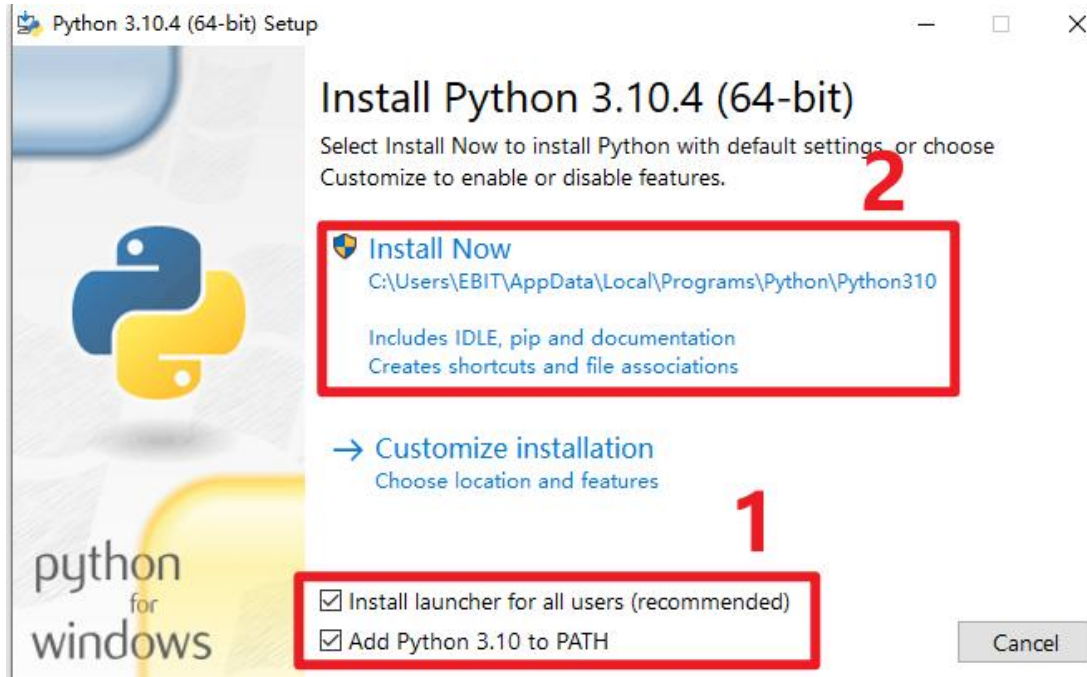 Python 3.10.4 (64-bit) Setup
Install Python 3.10.4 (64-bit)
Select Install Now to install Python with default settings, or choose
Customize to enable or disable features.
2
Install Now
C:\Users\EBIT\AppData\Local\Programs\Python\Python310
Includes IDLE, pip and documentation
Creates shortcuts and file associations
Customize installation
Choose location and features
1
Install launcher for all users (recommended)
Add Python 3.10 to PATH
python
for
windows
Cancel